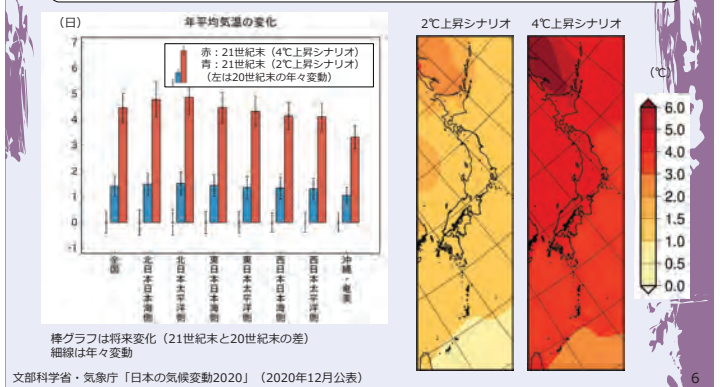 (日)
年平均気温の変化
7
6
5
4
3
2
1
0
-1
赤：21世紀末（4℃上昇シナリオ）
青：21世紀末（2℃上昇シナリオ）
（左は20世紀末の年々変動）
全国
北日本日本海側
北日本太平洋側
東日本日本海側
東日本太平洋側
西日本日本海側
西日本太平洋側
沖縄・奄美
棒グラフは将来変化（21世紀末と20世紀末の差）
細線は年々変動
2℃上昇シナリオ
4℃上昇シナリオ
(℃)
6.0
5.0
4.0
3.0
2.0
1.5
1.0
0.5
0.0
文部科学省・気象庁「日本の気候変動2020」（2020年12月公表）
6